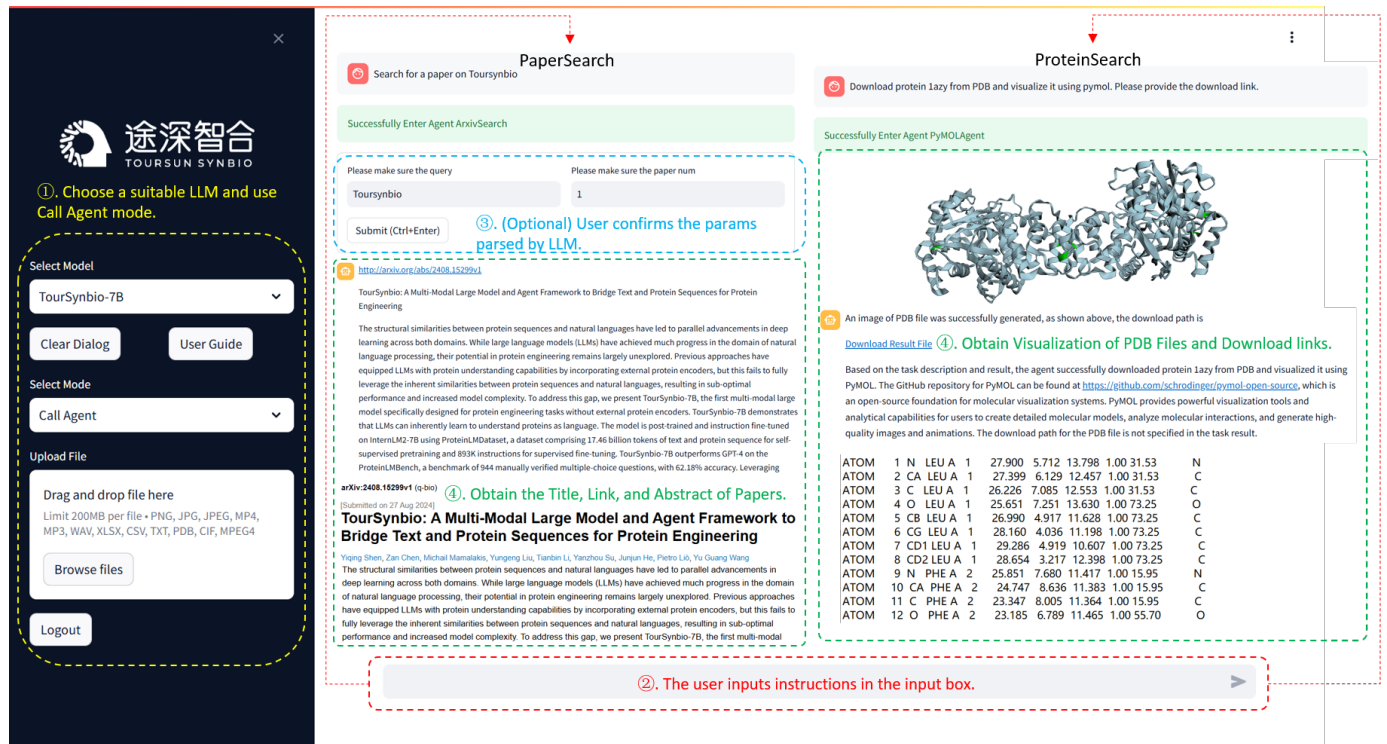 途深智合
TOURSUN SYNBIO
①. Choose a suitable LLM and use
Call Agent mode.
Select Model
TourSynbio-7B
Clear Dialog
User Guide
Select Mode
Call Agent
Upload File
Drag and drop file here
Limit 200MB per file • PNG, JPG, JPEG, MP4,
MP3, WAV, XLSX, CSV, TXT, PDB, CIF, MPEG4
Browse files
Logout
PaperSearch
Search for a paper on Toursynbio
Successfully Enter Agent ArxivSearch
Please make sure the query
Please make sure the paper num
Toursynbio
1
Submit (Ctrl+Enter)
③. (Optional) User confirms the params
parsed by LLM.
http://arxiv.org/abs/2408.15299v1
TourSynbio: A Multi-Modal Large Model and Agent Framework to Bridge Text and Protein Sequences for Protein
Engineering
The structural similarities between protein sequences and natural languages have led to parallel advancements in deep
learning across both domains. While large language models (LLMs) have achieved much progress in the domain of natural
language processing, their potential in protein engineering remains largely unexplored. Previous approaches have
equipped LLMs with protein understanding capabilities by incorporating external protein encoders, but this fails to fully
leverage the inherent similarities between protein sequences and natural languages, resulting in sub-optimal
performance and increased model complexity. To address this gap, we present TourSynbio-7B, the first multi-modal large
model specifically designed for protein engineering tasks without external protein encoders. TourSynbio-7B demonstrates
that LLMs can inherently learn to understand proteins as language. The model is post-trained and instruction fine-tuned
on InternLM2-7B using ProteinLMDataset, a dataset comprising 17.46 billion tokens of text and protein sequence for self-
supervised pretraining and 893K instructions for supervised fine-tuning. TourSynbio-7B outperforms GPT-4 on the
ProteinLMBench, a benchmark of 944 manually verified multiple-choice questions, with 62.18% accuracy. Leveraging
arXiv:2408.15299v1 (q-bio)
④. Obtain the Title, Link, and Abstract of Papers.
[Submitted on 27 Aug 2024]
TourSynbio: A Multi-Modal Large Model and Agent Framework to
Bridge Text and Protein Sequences for Protein Engineering
Yiqing Shen, Zan Chen, Michail Mamalakis, Yungeng Liu, Tianbin Li, Yanzhou Su, Junjun He, Pietro Liò, Yu Guang Wang
The structural similarities between protein sequences and natural languages have led to parallel advancements in
deep learning across both domains. While large language models (LLMs) have achieved much progress in the domain
of natural language processing, their potential in protein engineering remains largely unexplored. Previous approaches
have equipped LLMs with protein understanding capabilities by incorporating external protein encoders, but this fails to
fully leverage the inherent similarities between protein sequences and natural languages, resulting in sub-optimal
performance and increased model complexity. To address this gap, we present TourSynbio-7B, the first multi-modal
ProteinSearch
Download protein 1azy from PDB and visualize it using pymol. Please provide the download link.
Successfully Enter Agent PyMOLAgent
An image of PDB file was successfully generated, as shown above, the download path is
Download Result File
④. Obtain Visualization of PDB Files and Download links.
Based on the task description and result, the agent successfully downloaded protein 1azy from PDB and visualized it using
PyMOL. The GitHub repository for PyMOL can be found at https://github.com/schrodinger/pymol-open-source, which is
an open-source foundation for molecular visualization systems. PyMOL provides powerful visualization tools and
analytical capabilities for users to create detailed molecular models, analyze molecular interactions, and generate high-
quality images and animations. The download path for the PDB file is not specified in the task result.
ATOM 1 N LEU A 1 27.900 5.712 13.798 1.00 31.53 N
ATOM 2 CA LEU A 1 27.399 6.129 12.457 1.00 31.53 C
ATOM 3 C LEU A 1 26.226 7.085 12.553 1.00 31.53 C
ATOM 4 O LEU A 1 25.651 7.251 13.630 1.00 73.25 O
ATOM 5 CB LEU A 1 26.990 4.917 11.628 1.00 73.25 C
ATOM 6 CG LEU A 1 28.160 4.036 11.198 1.00 73.25 C
ATOM 7 CD1 LEU A 1 29.286 4.919 10.607 1.00 73.25 C
ATOM 8 CD2 LEU A 1 28.654 3.217 12.398 1.00 73.25 C
ATOM 9 N PHE A 2 25.851 7.680 11.417 1.00 15.95 N
ATOM 10 CA PHE A 2 24.747 8.636 11.383 1.00 15.95 C
ATOM 11 C PHE A 2 23.347 8.005 11.364 1.00 15.95 C
ATOM 12 O PHE A 2 23.185 6.789 11.465 1.00 55.70 O
②. The user inputs instructions in the input box.